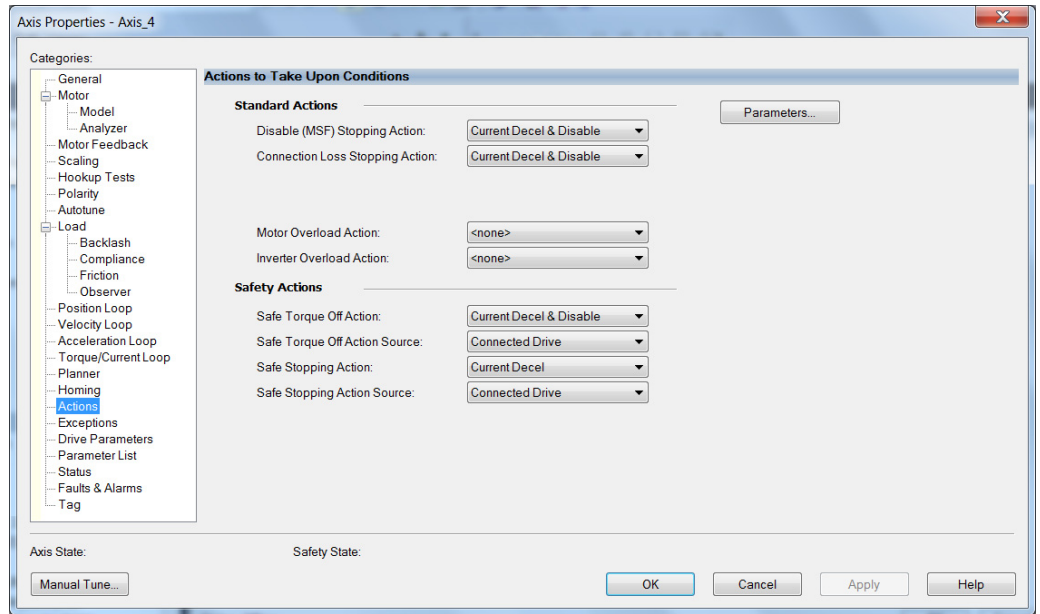 Axis Properties - Axis_4
X
Categories:
General
Motor
Model
Analyzer
Motor Feedback
Scaling
Hookup Tests
Polarity
Autotune
Load
Backlash
Compliance
Friction
Observer
Position Loop
Velocity Loop
Acceleration Loop
Torque/Current Loop
Planner
Homing
Actions
Exceptions
Drive Parameters
Parameter List
Status
Faults & Alarms
Tag
Actions to Take Upon Conditions
Standard Actions
Parameters...
Disable (MSF) Stopping Action: Current Decel & Disable
Connection Loss Stopping Action: Current Decel & Disable
Motor Overload Action: <none>
Inverter Overload Action: <none>
Safety Actions
Safe Torque Off Action: Current Decel & Disable
Safe Torque Off Action Source: Connected Drive
Safe Stopping Action: Current Decel
Safe Stopping Action Source: Connected Drive
Axis State: Safety State:
Manual Tune... OK Cancel Apply Help